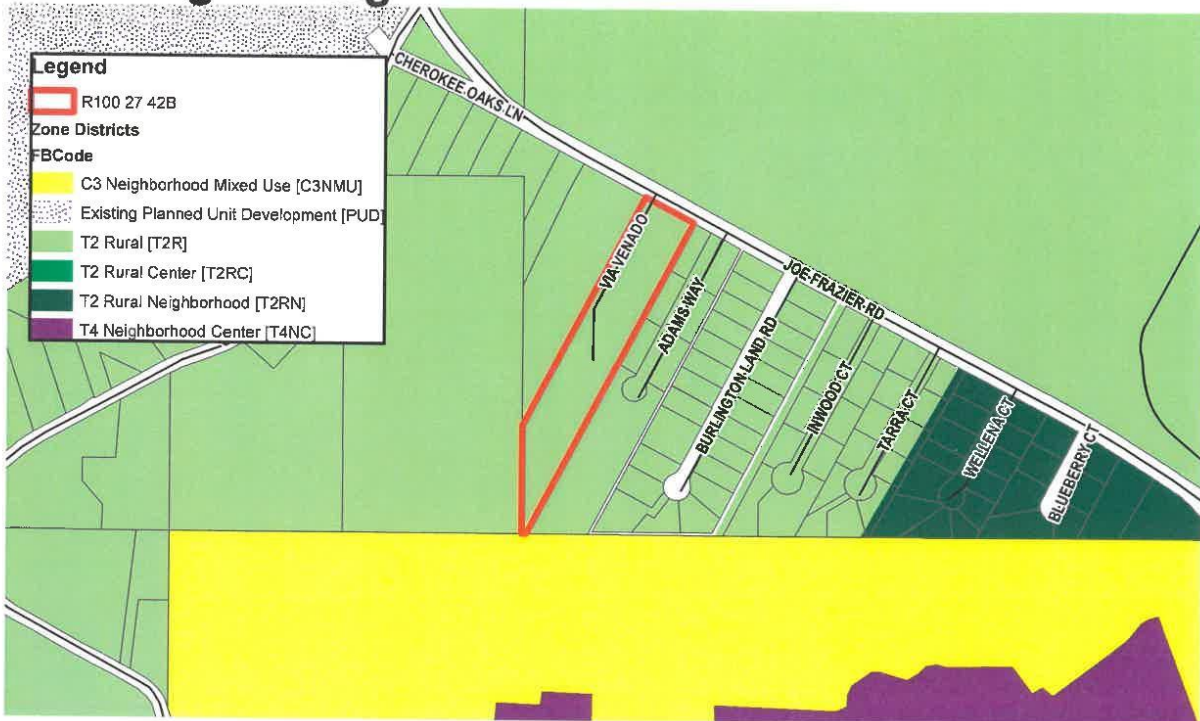 Legend
R100 27 42B
Zone Districts
FBCode
C3 Neighborhood Mixed Use [C3NMU]
Existing Planned Unit Development [PUD]
T2 Rural [T2R]
T2 Rural Center [T2RC]
T2 Rural Neighborhood [T2RN]
T4 Neighborhood Center [T4NC]
CHEROKEE OAKS LN
VIA VENADO
ADAMS WAY
JOE FRAZIER RD
BURLINGTON LAND RD
INWOOD CT
TARRA CT
WELLENA CT
BLUEBERRY CT